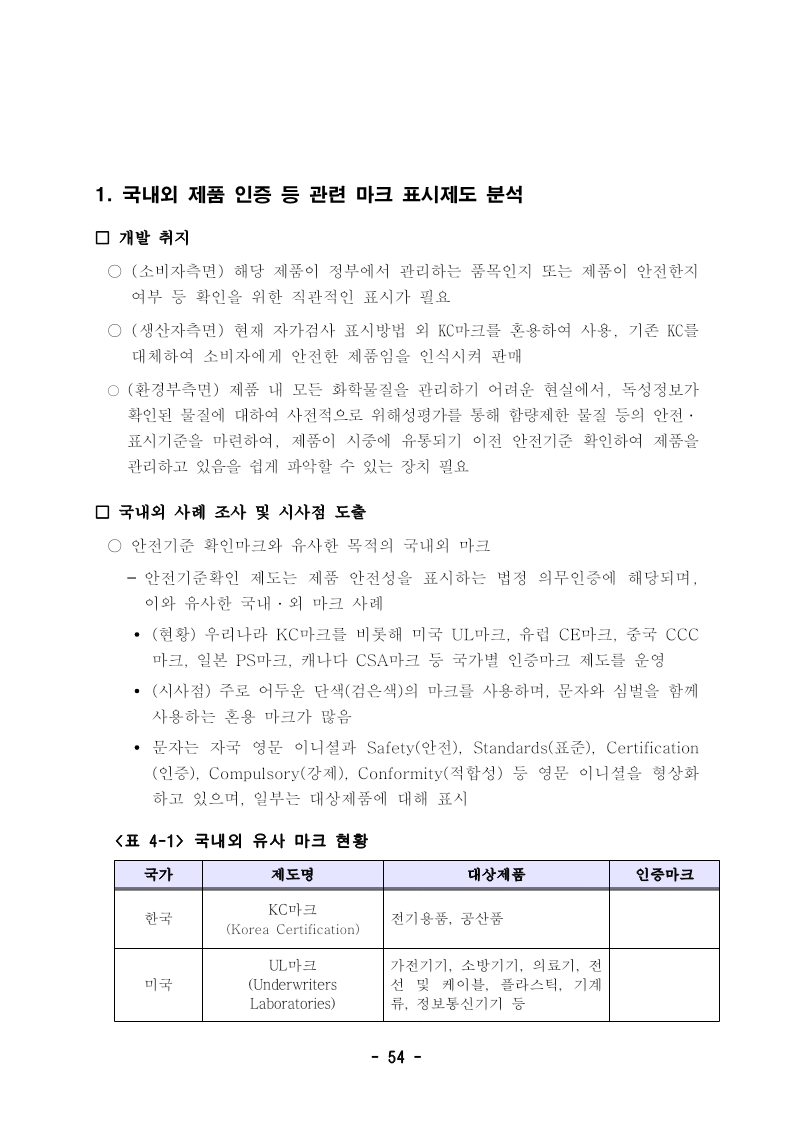 1. 국내외 제품 인증 등 관련 마크 표시제도 분석
□ 개발 취지
○ (소비자측면) 해당 제품이 정부에서 관리하는 품목인지 또는 제품이 안전한지
여부 등 확인을 위한 직관적인 표시가 필요
○ (생산자측면) 현재 자가검사 표시방법 외 KC마크를 혼용하여 사용, 기존 KC를
대체하여 소비자에게 안전한 제품임을 인식시켜 판매
○ (환경부측면) 제품 내 모든 화학물질을 관리하기 어려운 현실에서, 독성정보가
확인된 물질에 대하여 사전적으로 위해성평가를 통해 함량제한 물질 등의 안전·
표시기준을 마련하여, 제품이 시중에 유통되기 이전 안전기준 확인하여 제품을
관리하고 있음을 쉽게 파악할 수 있는 장치 필요
□ 국내외 사례 조사 및 시사점 도출
○ 안전기준 확인마크와 유사한 목적의 국내외 마크
- 안전기준확인 제도는 제품 안전성을 표시하는 법정 의무인증에 해당되며,
이와 유사한 국내·외 마크 사례
• (현황) 우리나라 KC마크를 비롯해 미국 UL마크, 유럽 CE마크, 중국 CCC
마크, 일본 PS마크, 캐나다 CSA마크 등 국가별 인증마크 제도를 운영
• (시사점) 주로 어두운 단색(검은색)의 마크를 사용하며, 문자와 심벌을 함께
사용하는 혼용 마크가 많음
• 문자는 자국 영문 이니셜과 Safety(안전), Standards(표준), Certification
(인증), Compulsory(강제), Conformity(적합성) 등 영문 이니셜을 형상화
하고 있으며, 일부는 대상제품에 대해 표시
<표 4-1> 국내외 유사 마크 현황
국가 제도명 대상제품 인증마크
한국 KC마크 (Korea Certification) 전기용품, 공산품
미국 UL마크 (Underwriters Laboratories) 가전기기, 소방기기, 의료기, 전
선 및 케이블, 플라스틱, 기계
류, 정보통신기기 등
- 54 -